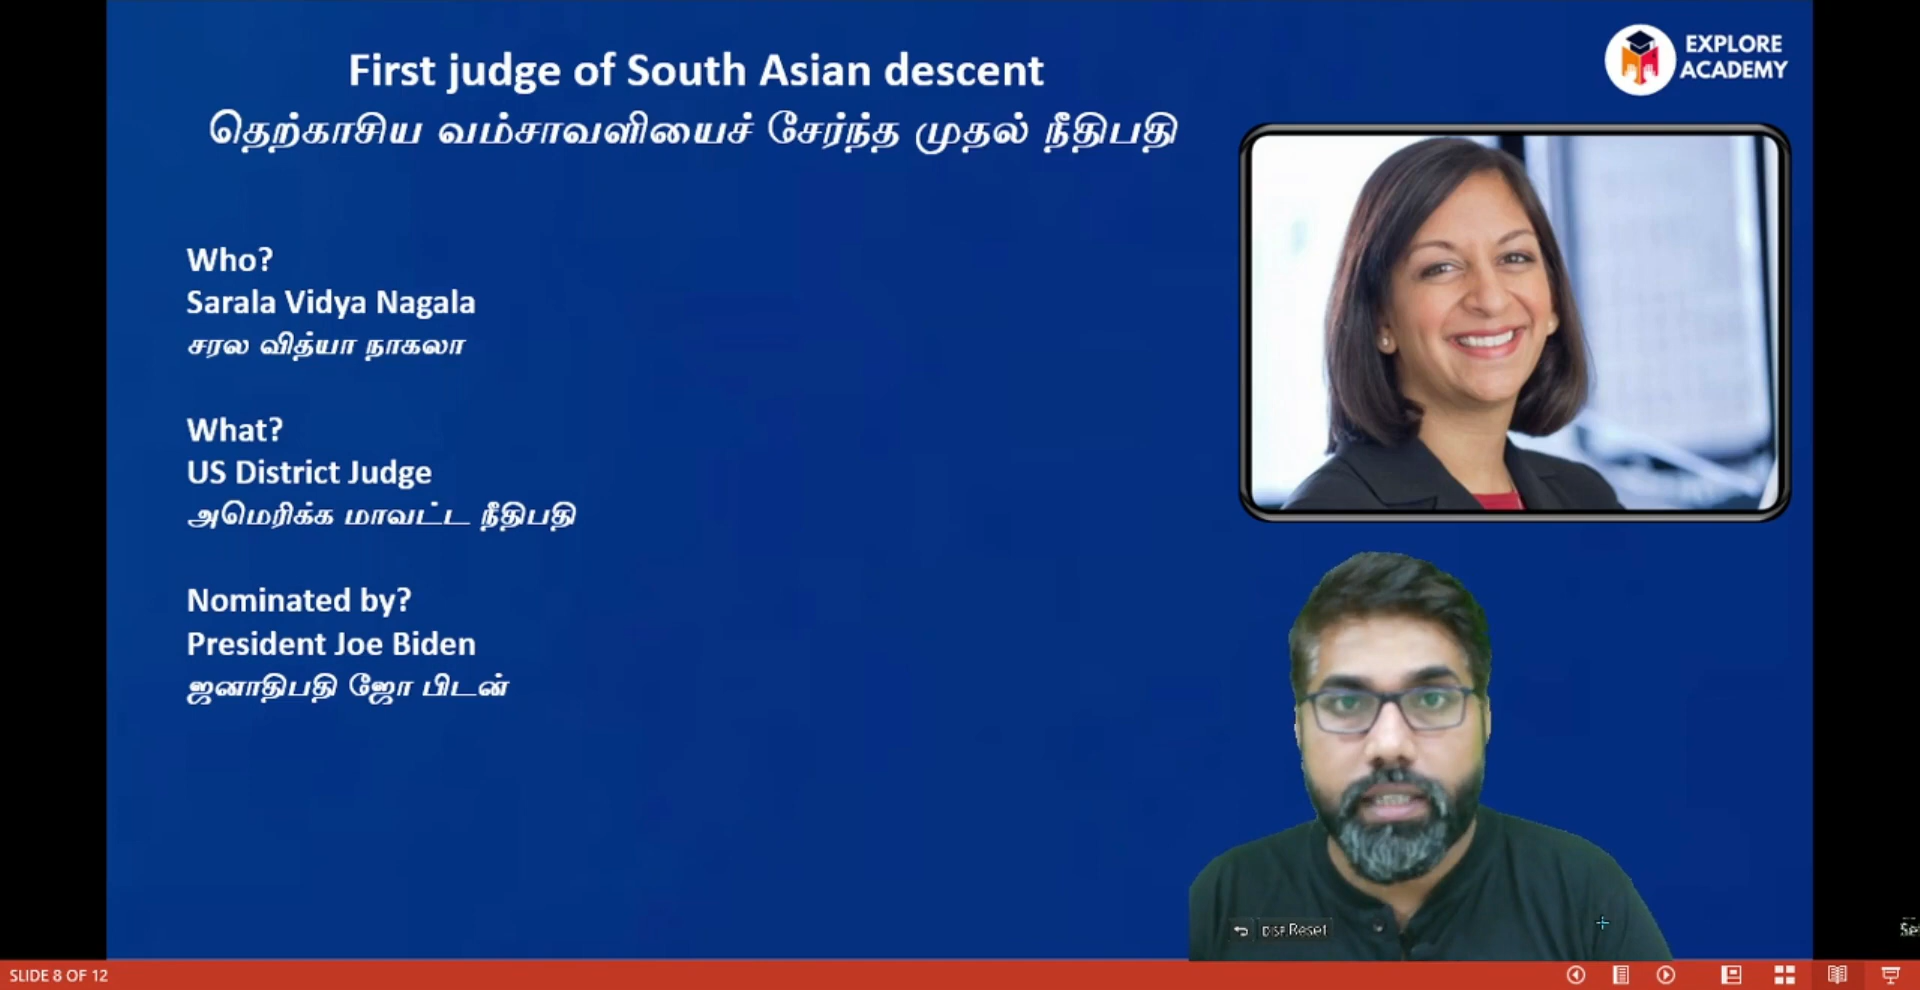 First judge of South Asian descent
தெற்காசிய வம்சாவளியைச் சேர்ந்த முதல் நீதிபதி
EXPLORE
ACADEMY
Who?
Sarala Vidya Nagala
சரல வித்யா நாகலா
What?
US District Judge
அமெரிக்க மாவட்ட நீதிபதி
Nominated by?
President Joe Biden
ஜனாதிபதி ஜோ பிடன்
Reset
SLIDE 8 OF 12